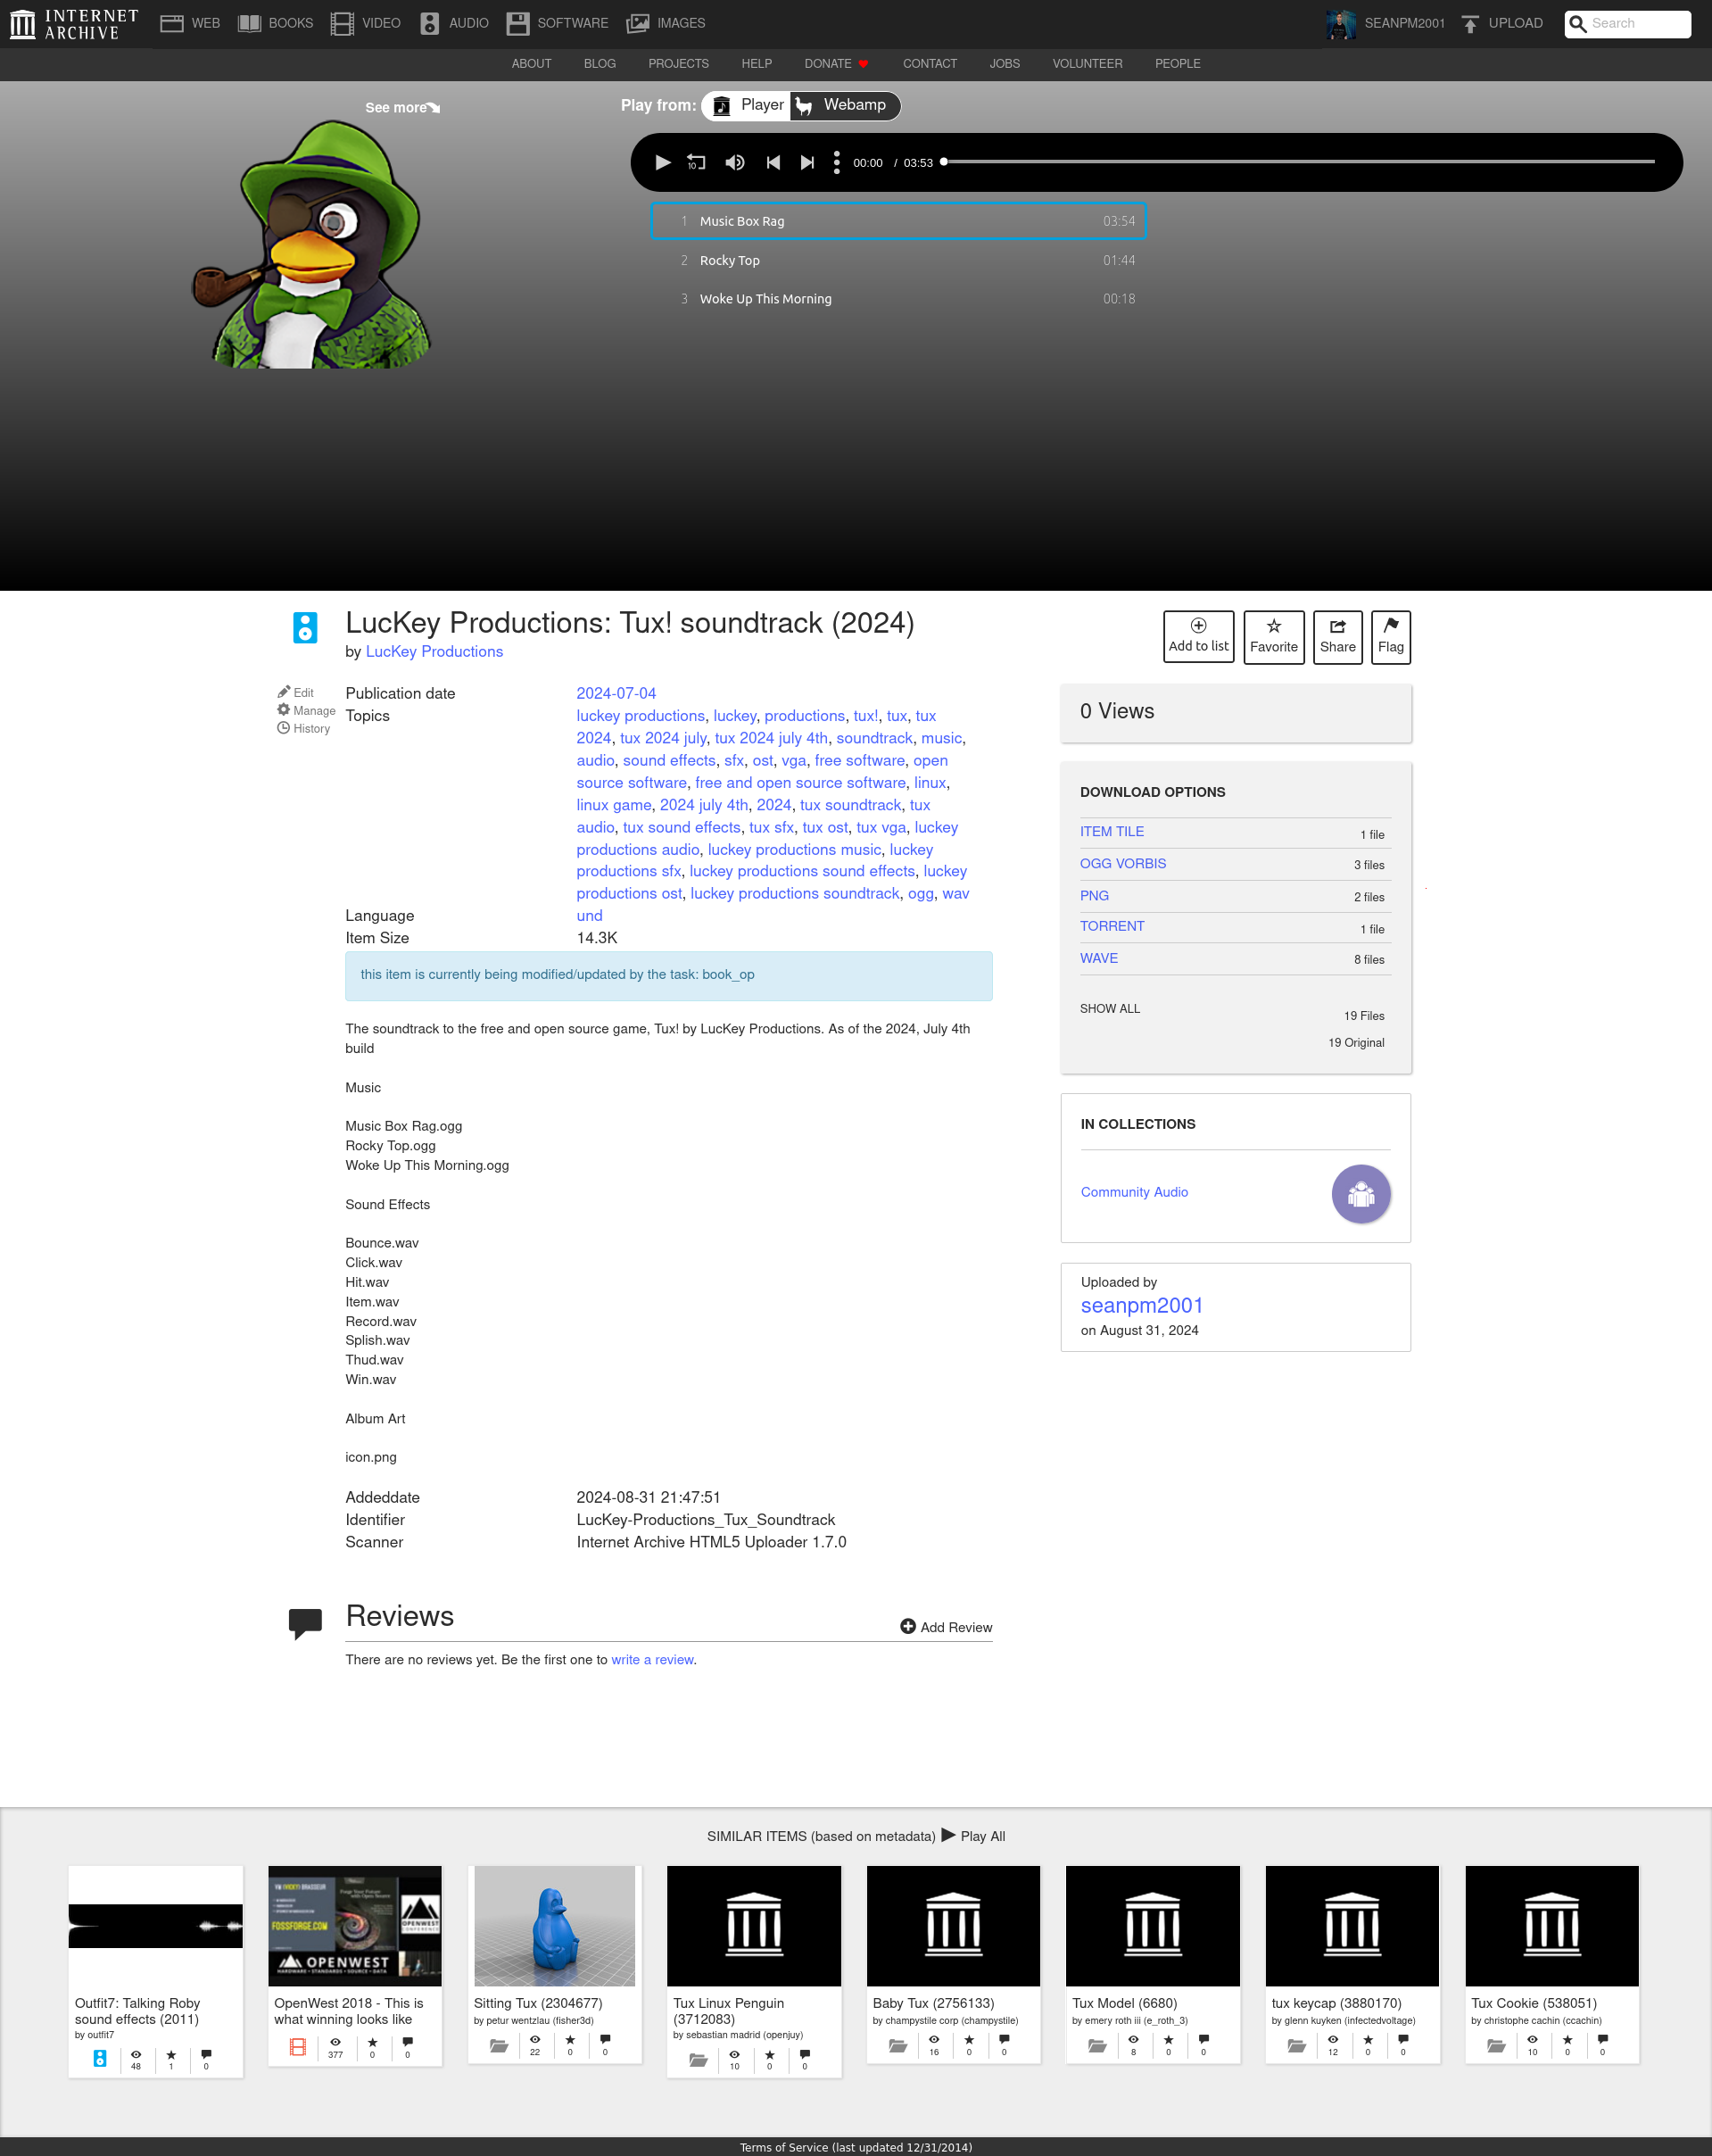 INTERNET ARCHIVE
WEB BOOKS VIDEO AUDIO SOFTWARE IMAGES
SEANPM2001 UPLOAD Search
ABOUT BLOG PROJECTS HELP DONATE CONTACT JOBS VOLUNTEER PEOPLE
See more
Play from: Player Webamp
10 00:00 / 03:53
1 Music Box Rag 03:54
2 Rocky Top 01:44
3 Woke Up This Morning 00:18
LucKey Productions: Tux! soundtrack (2024)
by LucKey Productions
Add to list Favorite Share Flag
Edit
Manage
History
Publication date 2024-07-04
Topics luckey productions, luckey, productions, tux!, tux, tux
2024, tux 2024 july, tux 2024 july 4th, soundtrack, music,
audio, sound effects, sfx, ost, vga, free software, open
source software, free and open source software, linux,
linux game, 2024 july 4th, 2024, tux soundtrack, tux
audio, tux sound effects, tux sfx, tux ost, tux vga, luckey
productions audio, luckey productions music, luckey
productions sfx, luckey productions sound effects, luckey
productions ost, luckey productions soundtrack, ogg, wav
Language und
Item Size 14.3K
this item is currently being modified/updated by the task: book_op
The soundtrack to the free and open source game, Tux! by LucKey Productions. As of the 2024, July 4th
build
Music
Music Box Rag.ogg
Rocky Top.ogg
Woke Up This Morning.ogg
Sound Effects
Bounce.wav
Click.wav
Hit.wav
Item.wav
Record.wav
Splish.wav
Thud.wav
Win.wav
Album Art
icon.png
Addeddate 2024-08-31 21:47:51
Identifier LucKey-Productions_Tux_Soundtrack
Scanner Internet Archive HTML5 Uploader 1.7.0
Reviews
Add Review
There are no reviews yet. Be the first one to write a review.
0 Views
DOWNLOAD OPTIONS
ITEM TILE 1 file
OGG VORBIS 3 files
PNG 2 files
TORRENT 1 file
WAVE 8 files
SHOW ALL 19 Files
19 Original
IN COLLECTIONS
Community Audio
Uploaded by
seanpm2001
on August 31, 2024
SIMILAR ITEMS (based on metadata) Play All
Outfit7: Talking Roby
sound effects (2011)
by outfit7
48 1 0
FOSSFORGE.COM
OPENWEST
OPENWEST
HARDWARE · STANDARDS · SOURCE · DATA
OpenWest 2018 - This is
what winning looks like
377 0 0
Sitting Tux (2304677)
by petur wentzlau (fisher3d)
22 0 0
Tux Linux Penguin
(3712083)
by sebastian madrid (openjuy)
10 0 0
Baby Tux (2756133)
by champystile corp (champystile)
16 0 0
Tux Model (6680)
by emery roth iii (e_roth_3)
8 0 0
tux keycap (3880170)
by glenn kuyken (infectedvoltage)
12 0 0
Tux Cookie (538051)
by christophe cachin (ccachin)
10 0 0
Terms of Service (last updated 12/31/2014)